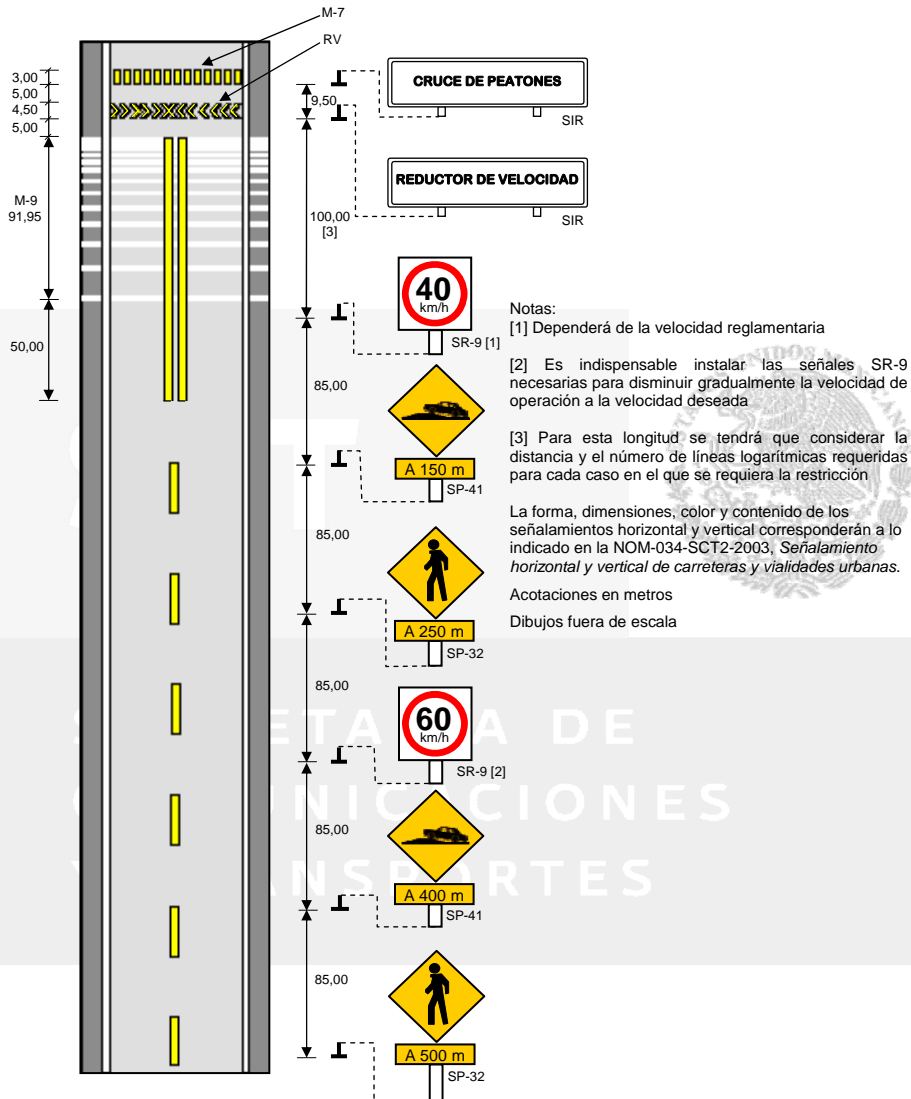 M-7
RV
3,00
5,00
4,50
5,00
M-9
91,95
50,00
9,50
100,00
[3]
85,00
85,00
85,00
85,00
85,00
CRUCE DE PEATONES
SIR
REDUCTOR DE VELOCIDAD
SIR
40
km/h
SR-9 [1]
A 150 m
SP-41
A 250 m
SP-32
60
km/h
SR-9 [2]
A 400 m
SP-41
A 500 m
SP-32
Notas:
[1] Dependerá de la velocidad reglamentaria
[2] Es indispensable instalar las señales SR-9
necesarias para disminuir gradualmente la velocidad de
operación a la velocidad deseada
[3] Para esta longitud se tendrá que considerar la
distancia y el número de líneas logarítmicas requeridas
para cada caso en el que se requiera la restricción
La forma, dimensiones, color y contenido de los
señalamientos horizontal y vertical corresponderán a lo
indicado en la NOM-034-SCT2-2003, Señalamiento
horizontal y vertical de carreteras y vialidades urbanas.
Acotaciones en metros
Dibujos fuera de escala
DE